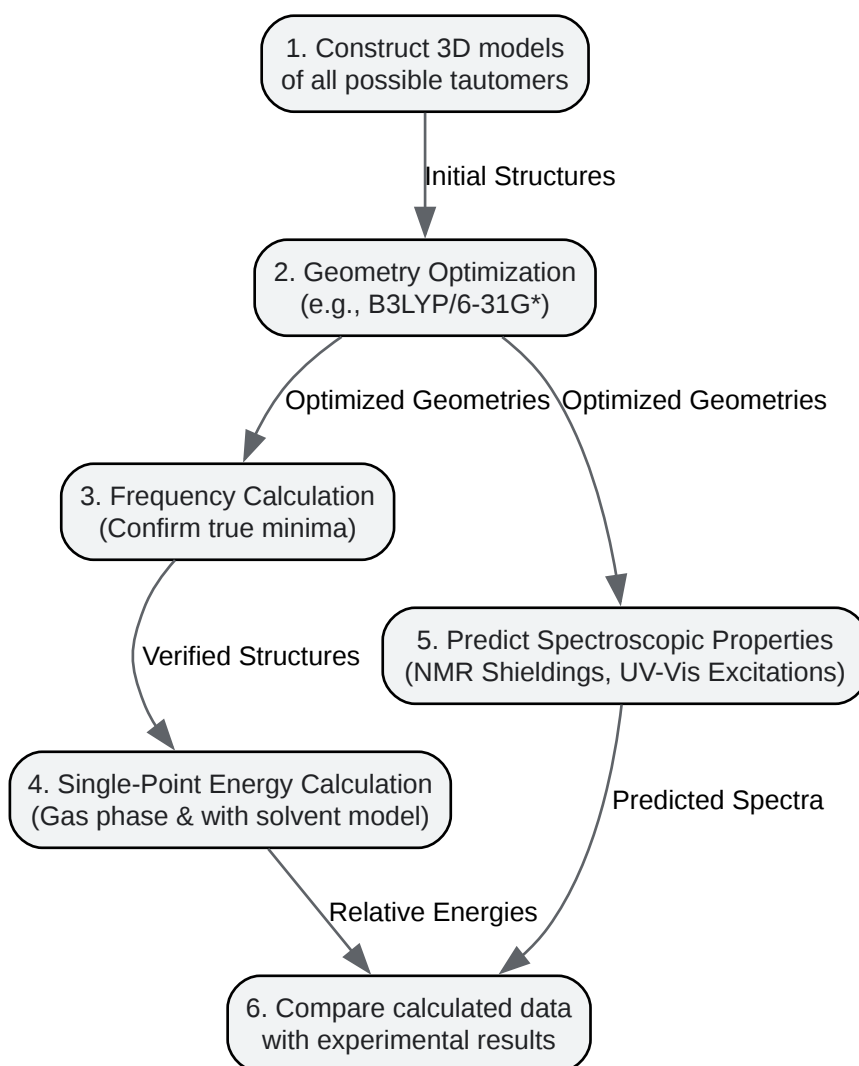 1. Construct 3D models
of all possible tautomers
Initial Structures
2. Geometry Optimization
(e.g., B3LYP/6-31G*)
Optimized Geometries
Optimized Geometries
3. Frequency Calculation
(Confirm true minima)
Verified Structures
5. Predict Spectroscopic Properties
(NMR Shieldings, UV-Vis Excitations)
4. Single-Point Energy Calculation
(Gas phase & with solvent model)
Predicted Spectra
Relative Energies
6. Compare calculated data
with experimental results